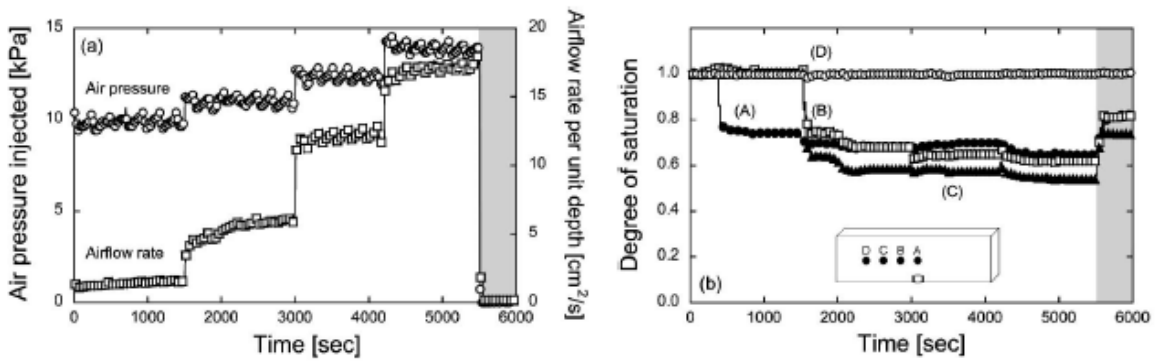 (a)
Air pressure
Airflow rate
Air pressure injected [kPa]
15
10
5
0
20
15
10
5
0
Airflow rate per unit depth [cm²/s]
0 1000 2000 3000 4000 5000 6000
Time [sec]
(D)
(A)
(B)
(C)
Degree of saturation
1.0
0.8
0.6
0.4
0.2
0.0
D C B A
(b)
0 1000 2000 3000 4000 5000 6000
Time [sec]